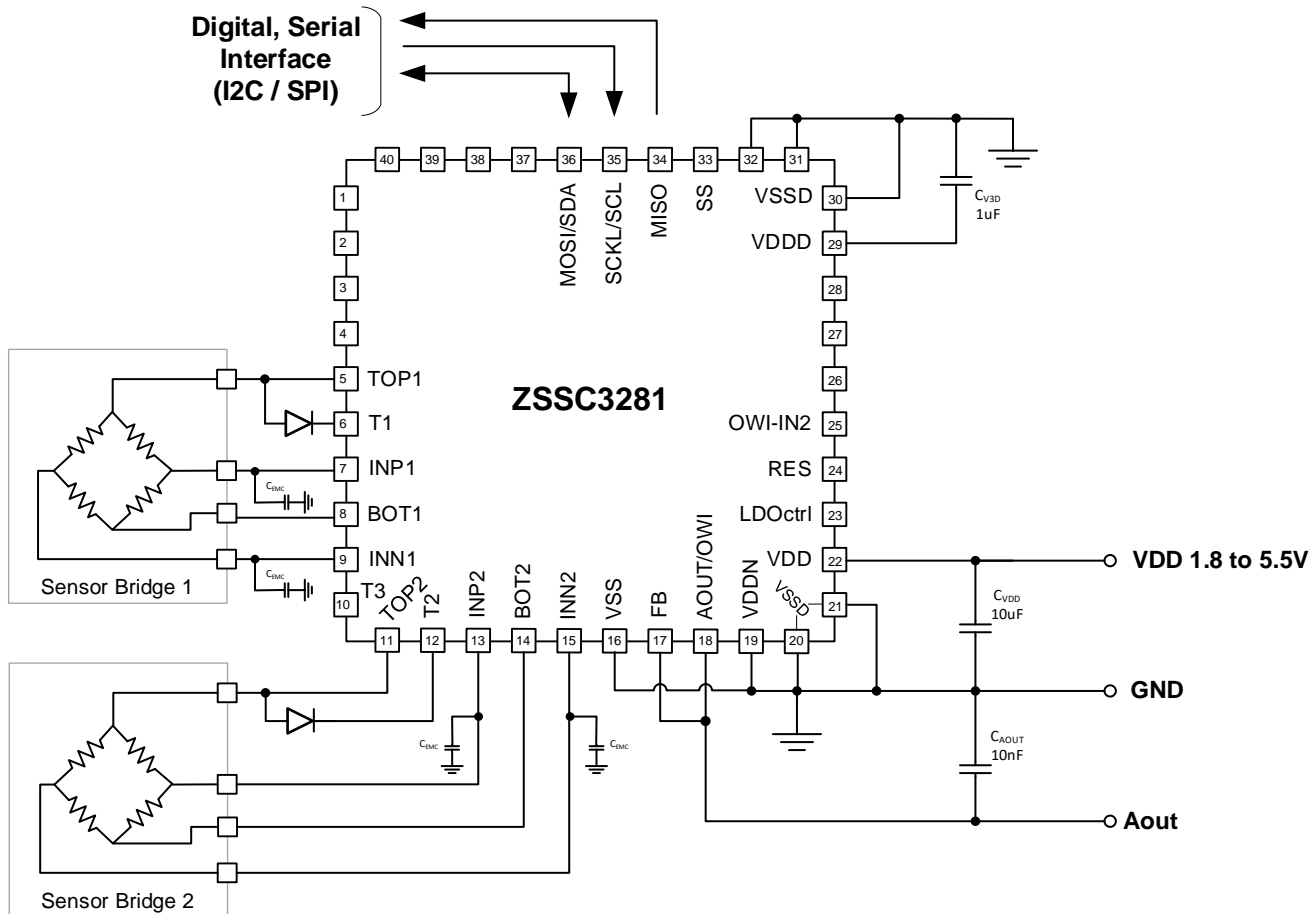 Digital, Serial
Interface
(I2C / SPI)
40
39
38
37
36
35
34
33
32
31
MOSI/SDA
SCKL/SCL
MISO
SS
1
2
3
4
5
6
7
8
9
10
TOP1
T1
INP1
BOT1
INN1
T3
ZSSC3281
VSSD
VDDD
OWI-IN2
RES
LDOctrl
VDD
VSSD
30
29
28
27
26
25
24
23
22
21
CV3D
1uF
TOP2
T2
INP2
BOT2
INN2
VSS
FB
AOUT/OWI
VDDN
11
12
13
14
15
16
17
18
19
20
CEMC
CEMC
Sensor Bridge 1
CEMC
CEMC
Sensor Bridge 2
VDD 1.8 to 5.5V
CVDD
10uF
GND
CAOUT
10nF
Aout